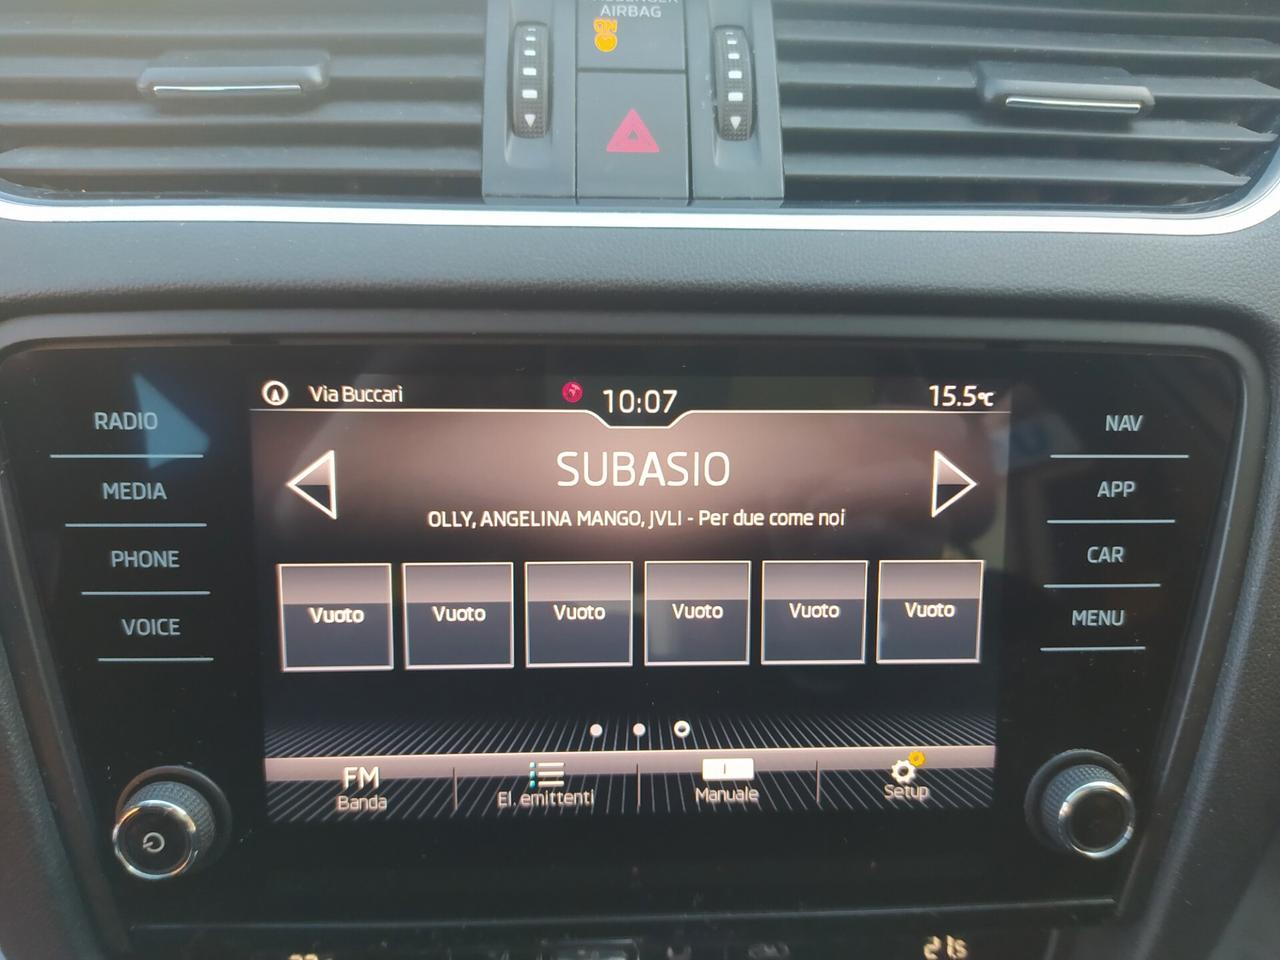 AIRBAG
Via Buccari
10:07
15.5°C
RADIO
MEDIA
PHONE
VOICE
SUBASIO
OLLY, ANGELINA MANGO, JVLI - Per due come noi
Vuoto Vuoto Vuoto Vuoto Vuoto Vuoto
FM
Banda
El. emittenti
Manuale
Setup
NAV
APP
CAR
MENU